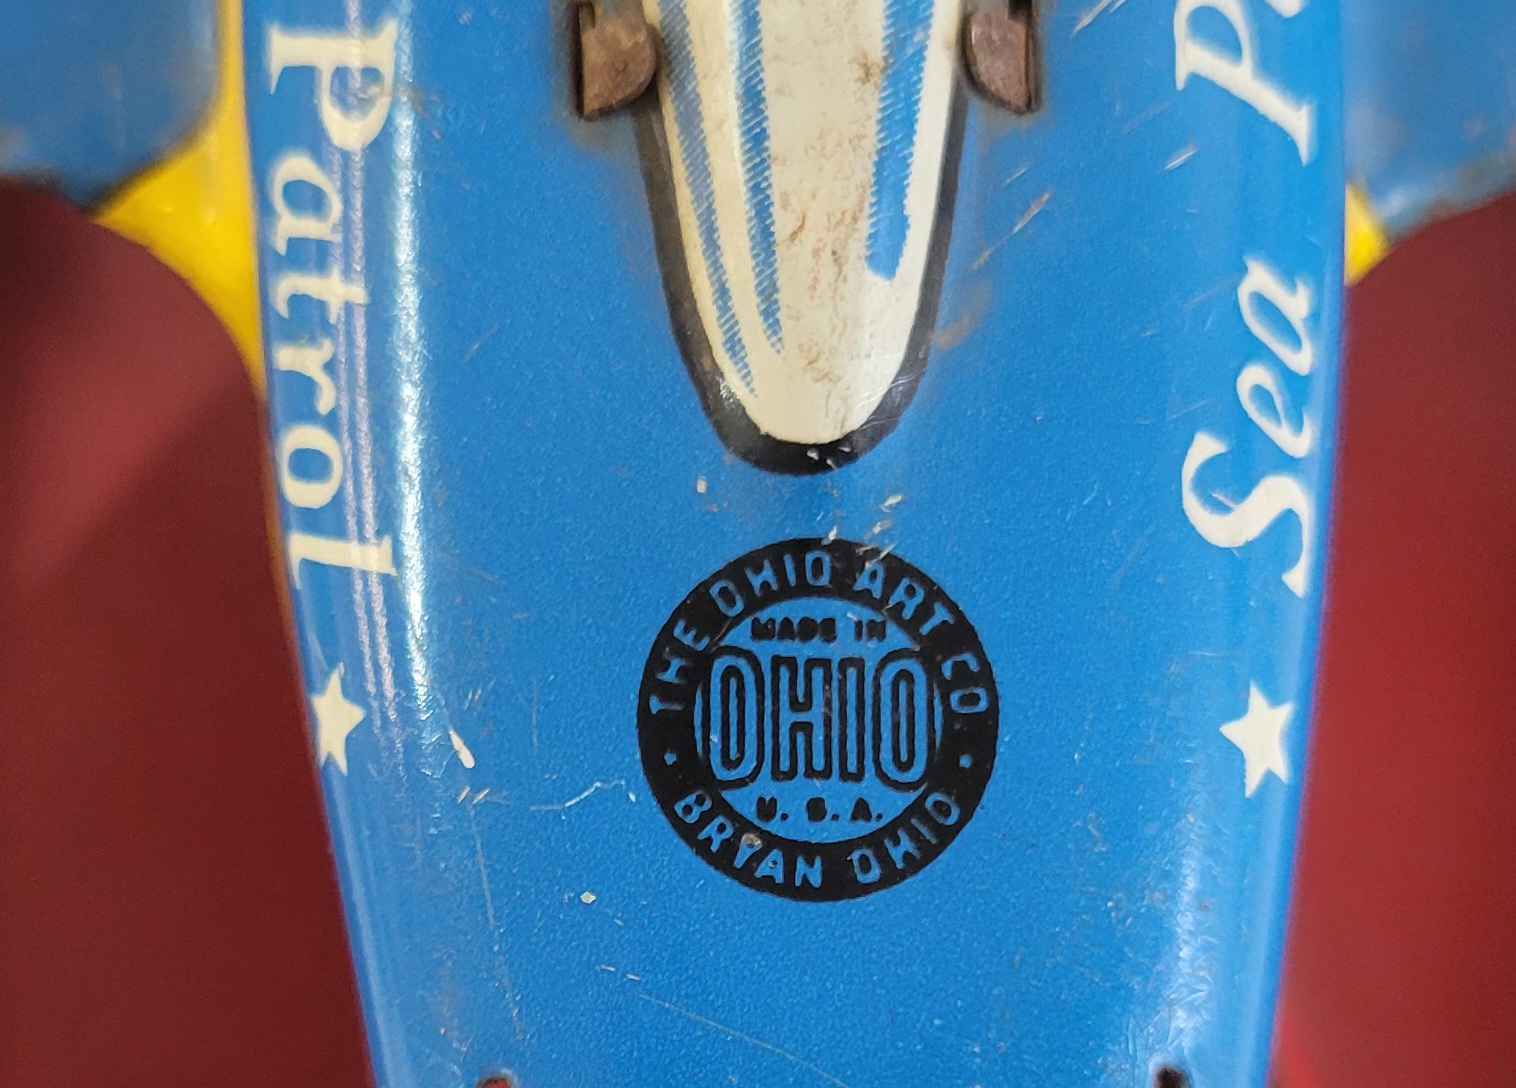 Patrol
Sea P
THE OHIO ART CO
MADE IN
OHIO
U. S. A.
BRYAN OHIO